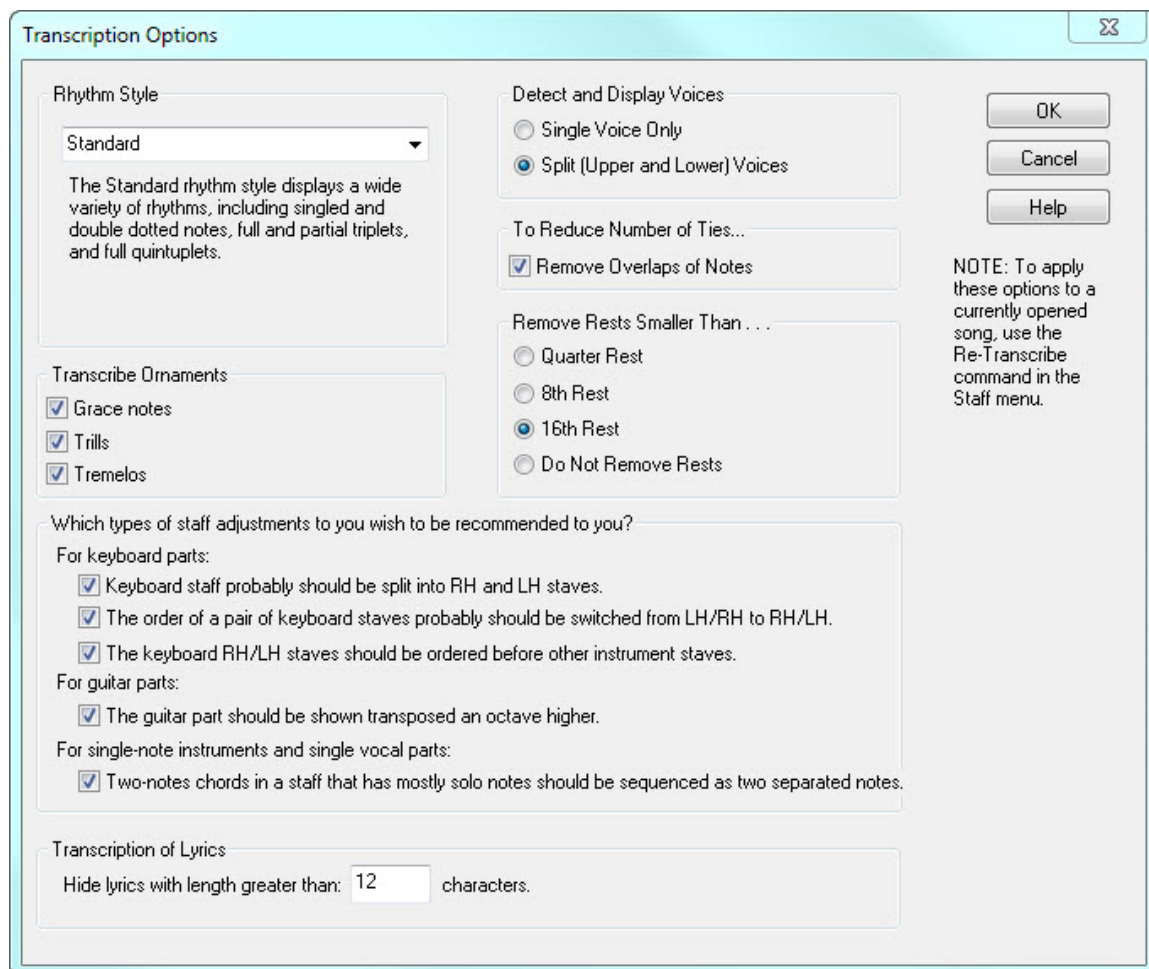 Transcription Options
Rhythm Style
Standard
The Standard rhythm style displays a wide
variety of rhythms, including singled and
double dotted notes, full and partial triplets,
and full quintuplets.
Transcribe Ornaments
Grace notes
Trills
Tremelos
Detect and Display Voices
Single Voice Only
Split (Upper and Lower) Voices
To Reduce Number of Ties...
Remove Overlaps of Notes
Remove Rests Smaller Than . . .
Quarter Rest
8th Rest
16th Rest
Do Not Remove Rests
OK
Cancel
Help
NOTE: To apply
these options to a
currently opened
song, use the
Re-Transcribe
command in the
Staff menu.
Which types of staff adjustments to you wish to be recommended to you?
For keyboard parts:
Keyboard staff probably should be split into RH and LH staves.
The order of a pair of keyboard staves probably should be switched from LH/RH to RH/LH.
The keyboard RH/LH staves should be ordered before other instrument staves.
For guitar parts:
The guitar part should be shown transposed an octave higher.
For single-note instruments and single vocal parts:
Two-notes chords in a staff that has mostly solo notes should be sequenced as two separated notes.
Transcription of Lyrics
Hide lyrics with length greater than: 12 characters.